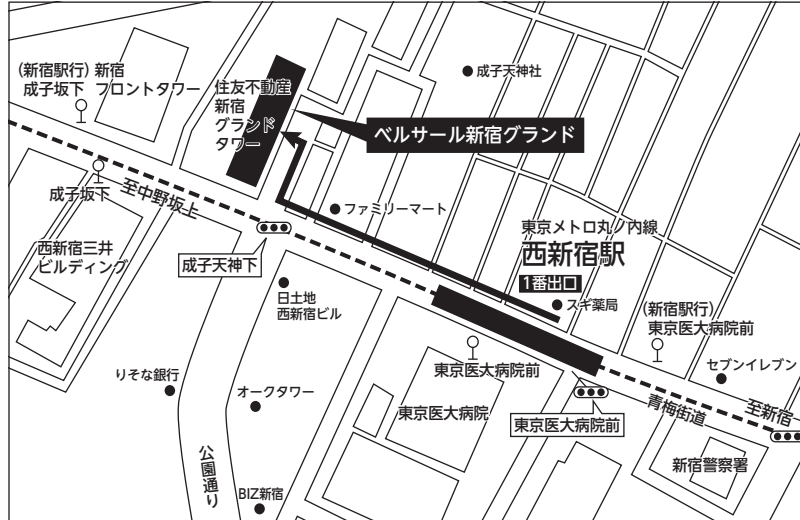 (新宿駅行)
成子坂下
新宿
フロントタワー
住友不動産
新宿
グランド
タワー
成子天神社
ベルサール新宿グランド
成子坂下
至中野坂上
ファミリーマート
西新宿三井
ビルディング
成子天神下
東京メトロ丸ノ内線
西新宿駅
1番出口
スギ薬局
日土地
西新宿ビル
(新宿駅行)
東京医大病院前
東京医大病院前
セブンイレブン
りそな銀行
オークタワー
東京医大病院
東京医大病院前
青梅街道
至新宿
公園通り
新宿警察署
BIZ新宿